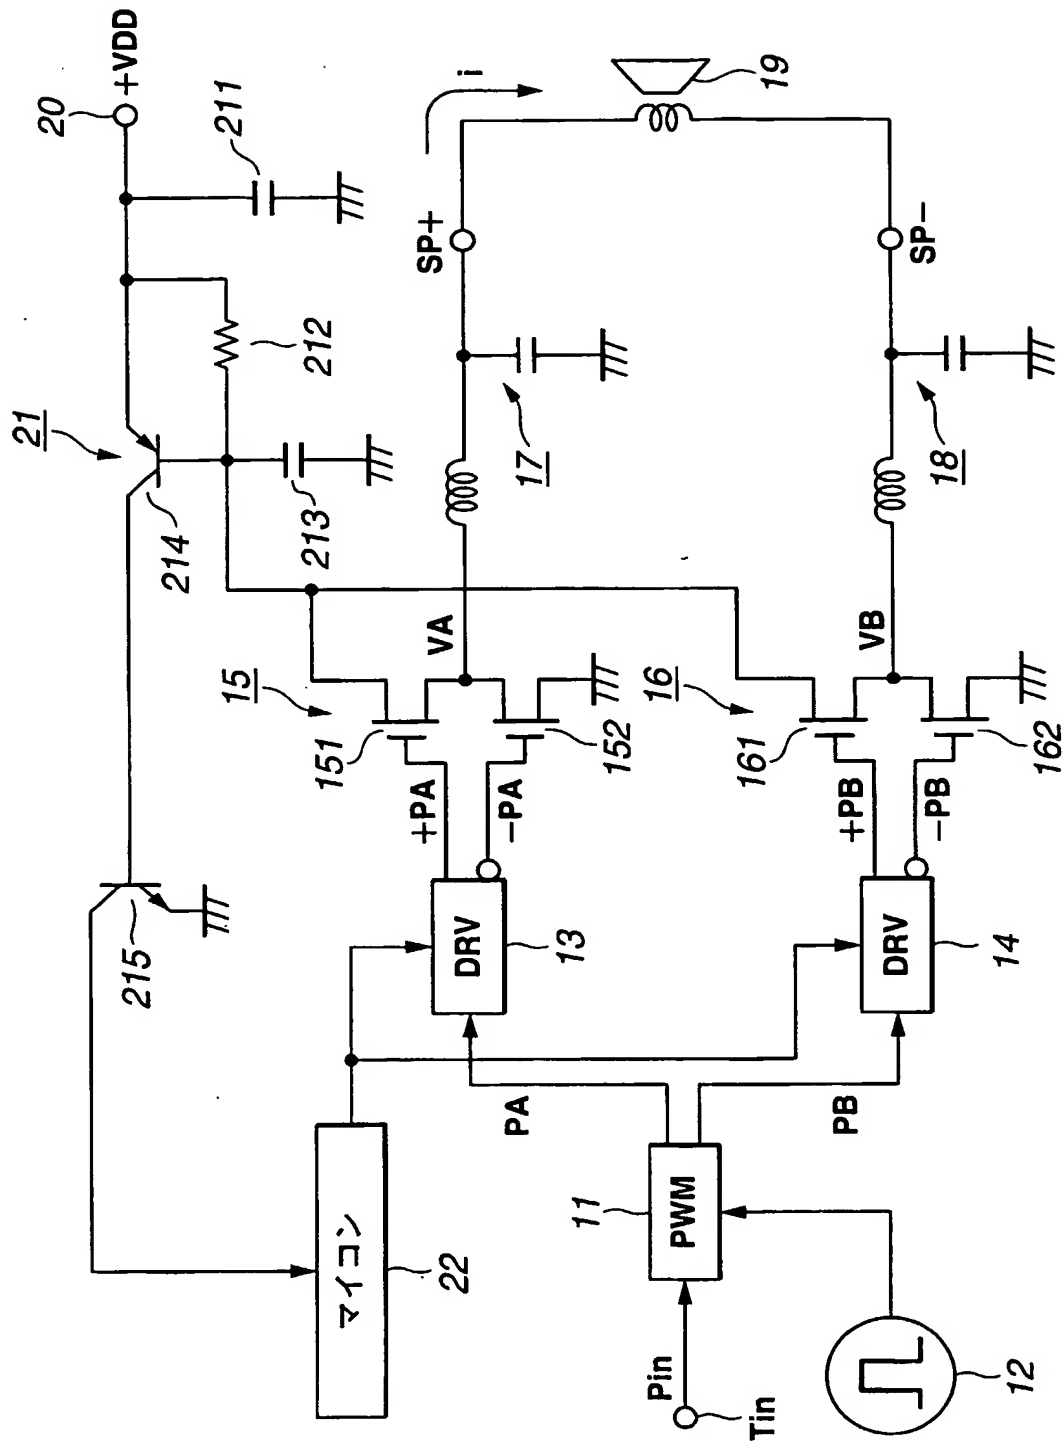 +VDD
20
211
21
212
214
213
215
i
SP+
19
17
VA
15
151
152
+PA
-PA
DRV
13
マイコン
22
SP-
18
VB
16
161
162
+PB
-PB
DRV
14
PA
PB
11
PWM
Pin
Tin
12